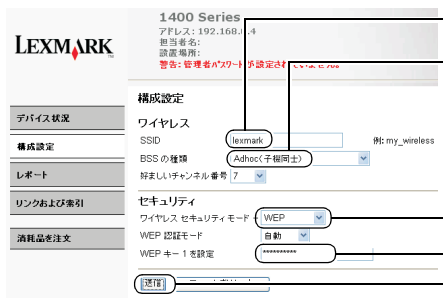 1400 Series
LEXMARK
アドレス: 192.168. .4
担当者名:
設置場所:
警告: 管理者パスワードが設定されていません。
構成設定
デバイス状況
構成設定
レポート
リンクおよび索引
消耗品を注文
ワイヤレス
SSID lexmark 例: my_wireless
BSS の種類 Adhoc(子機同士)
好ましいチャンネル番号 7
セキュリティ
ワイヤレス セキュリティ モード WEP
WEP 認証モード 自動
WEP キー 1 を設定 **********
送信